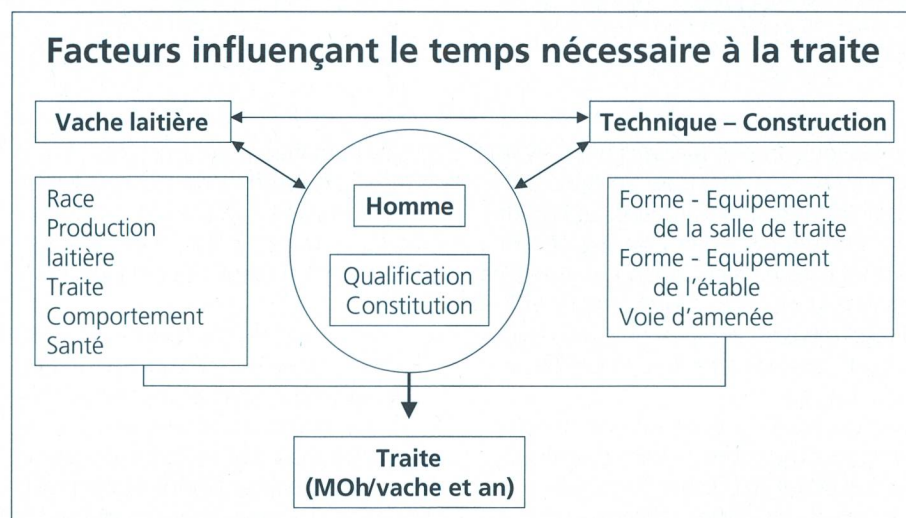 Facteurs influençant le temps nécessaire à la traite
Vache laitière
Technique – Construction
Race
Production
laitière
Traite
Comportement
Santé
Homme
Qualification
Constitution
Forme - Equipement
de la salle de traite
Forme - Equipement
de l'étable
Voie d'amenée
Traite
(MOh/vache et an)